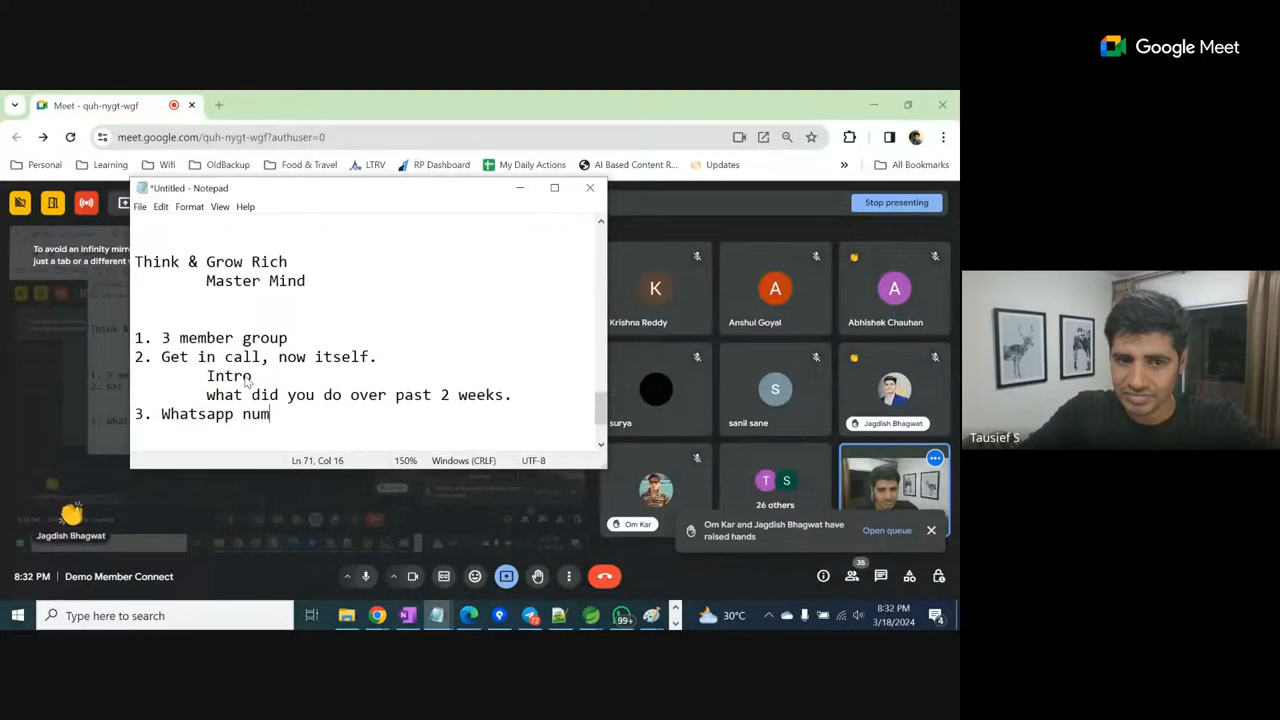 Google Meet
Meet - quh-nygt-wgf
meet.google.com/quh-nygt-wgf?authuser=0
Personal
Learning
Wifi
OldBackup
Food & Travel
LTRV
RP Dashboard
My Daily Actions
AI Based Content R...
Updates
»
All Bookmarks
*Untitled - Notepad
File Edit Format View Help
Stop presenting
To avoid an infinity mirr
just a tab or a different
Think & Grow Rich
Master Mind
1. 3 member group
2. Get in call, now itself.
Intro
what did you do over past 2 weeks.
3. Whatsapp num
Ln 71, Col 16
150%
Windows (CRLF)
UTF-8
K
Krishna Reddy
A
Anshul Goyal
A
Abhishek Chauhan
surya
S
sanil sane
Jagdish Bhagwat
Om Kar
T S
26 others
Tausief S
Om Kar and Jagdish Bhagwat have
raised hands
Open queue
Jagdish Bhagwat
8:32 PM
Demo Member Connect
35
Type here to search
72
99+
30°C
8:32 PM
3/18/2024
4